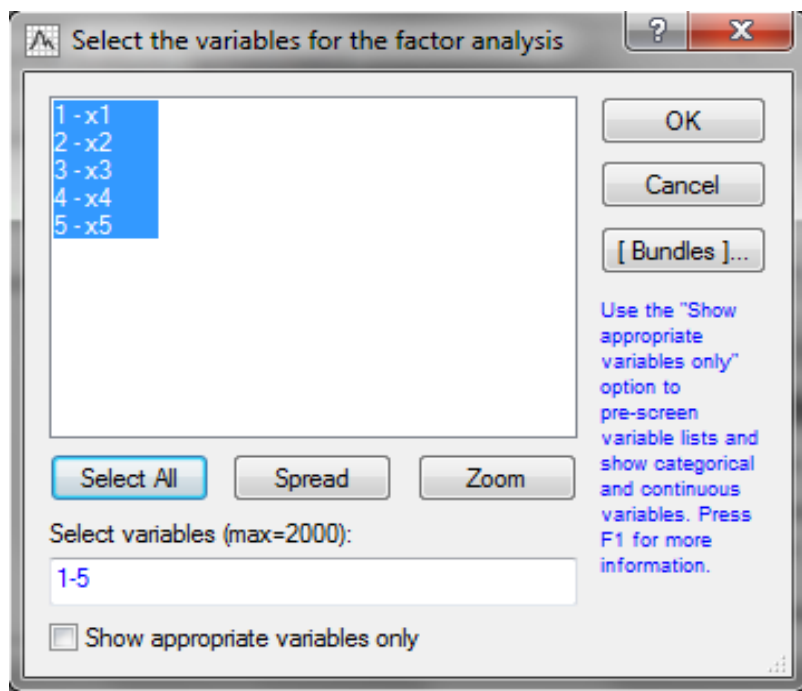 Select the variables for the factor analysis
? X
1 - x1
2 - x2
3 - x3
4 - x4
5 - x5
OK
Cancel
[ Bundles ]...
Use the "Show
appropriate
variables only"
option to
pre-screen
variable lists and
show categorical
and continuous
variables. Press
F1 for more
information.
Select All Spread Zoom
Select variables (max=2000):
1-5
Show appropriate variables only